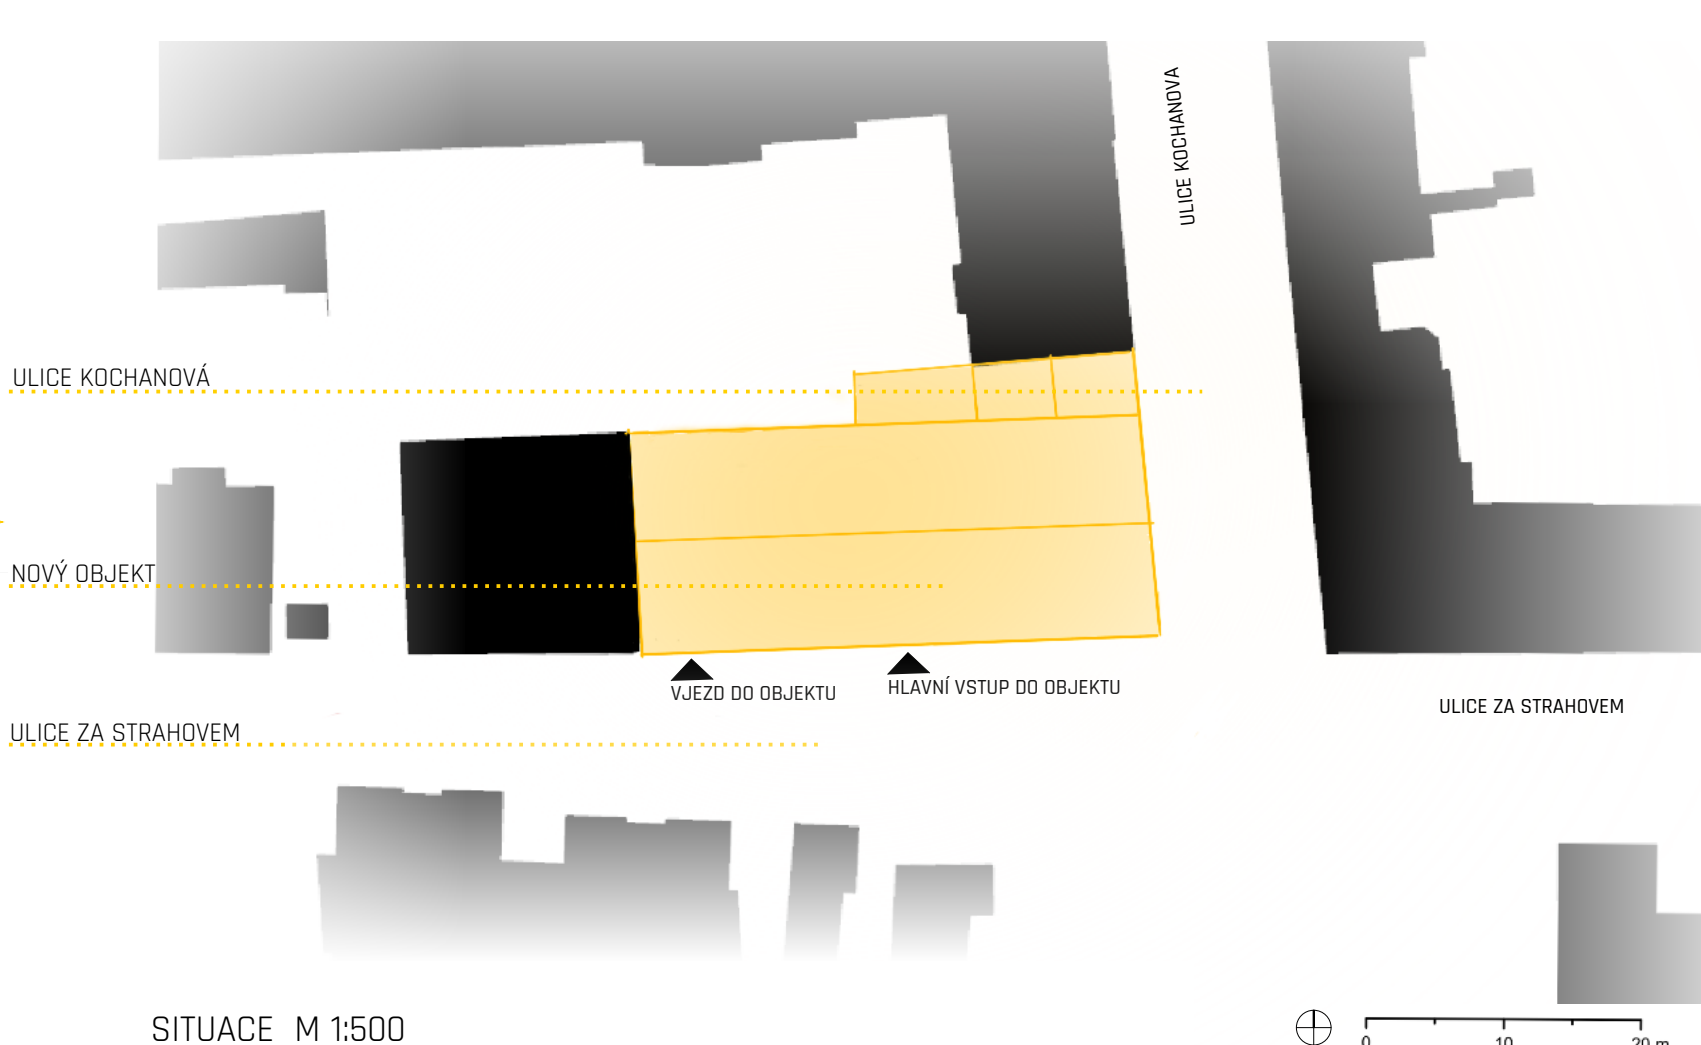 ULICE KOCHANOVA
ULICE KOCHANOVÁ
NOVÝ OBJEKT
VJEZD DO OBJEKTU
HLAVNÍ VSTUP DO OBJEKTU
ULICE ZA STRAHOVEM
ULICE ZA STRAHOVEM
SITUACE M 1:500
0 10 20 m